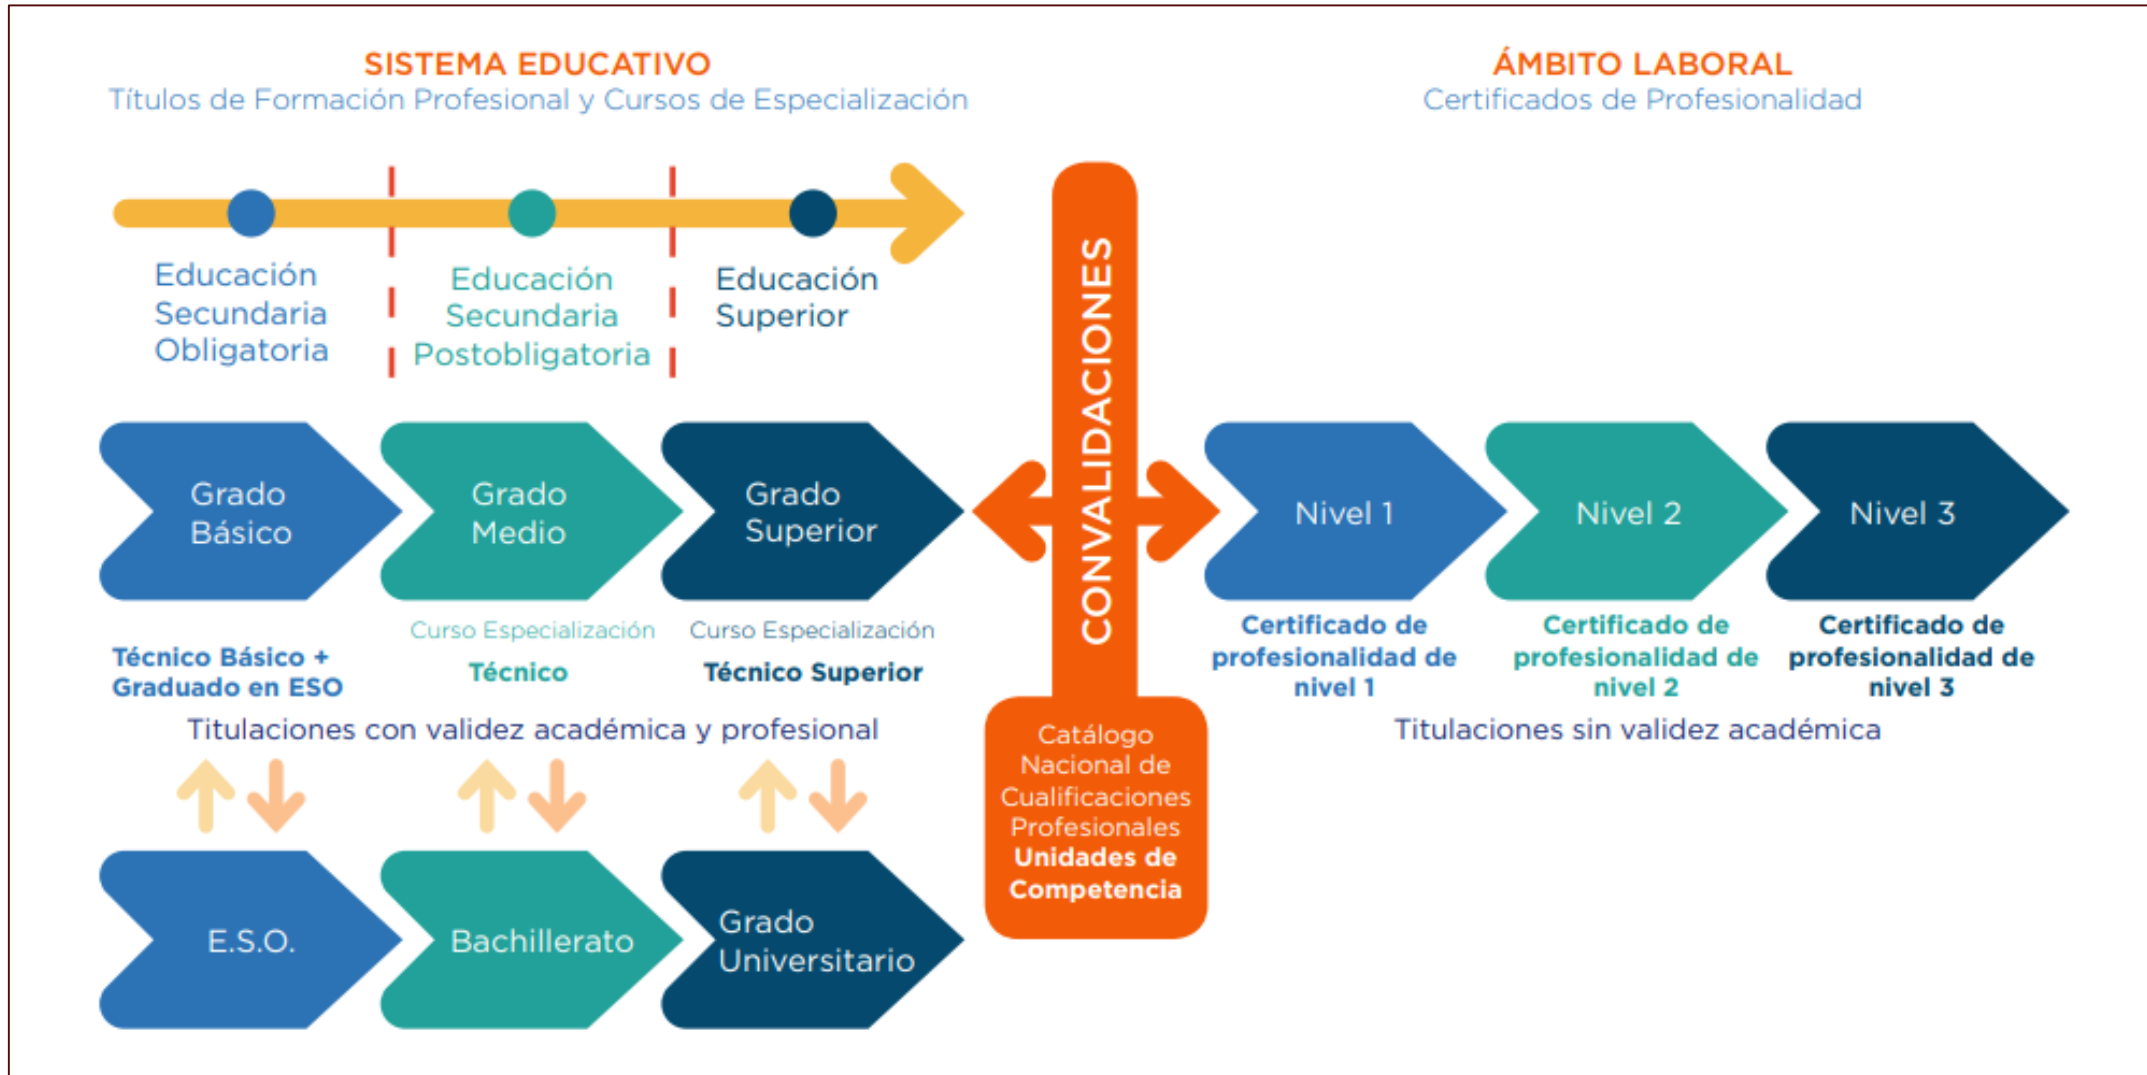 SISTEMA EDUCATIVO
Títulos de Formación Profesional y Cursos de Especialización
ÁMBITO LABORAL
Certificados de Profesionalidad
Educación
Secundaria
Obligatoria
Educación
Secundaria
Postobligatoria
Educación
Superior
Grado
Básico
Grado
Medio
Grado
Superior
CONVALIDACIONES
Nivel 1
Nivel 2
Nivel 3
Técnico Básico +
Graduado en ESO
Curso Especialización
Técnico
Curso Especialización
Técnico Superior
Certificado de
profesionalidad de
nivel 1
Certificado de
profesionalidad de
nivel 2
Certificado de
profesionalidad de
nivel 3
Titulaciones con validez académica y profesional
Titulaciones sin validez académica
Catálogo
Nacional de
Cualificaciones
Profesionales
Unidades de
Competencia
E.S.O.
Bachillerato
Grado
Universitario